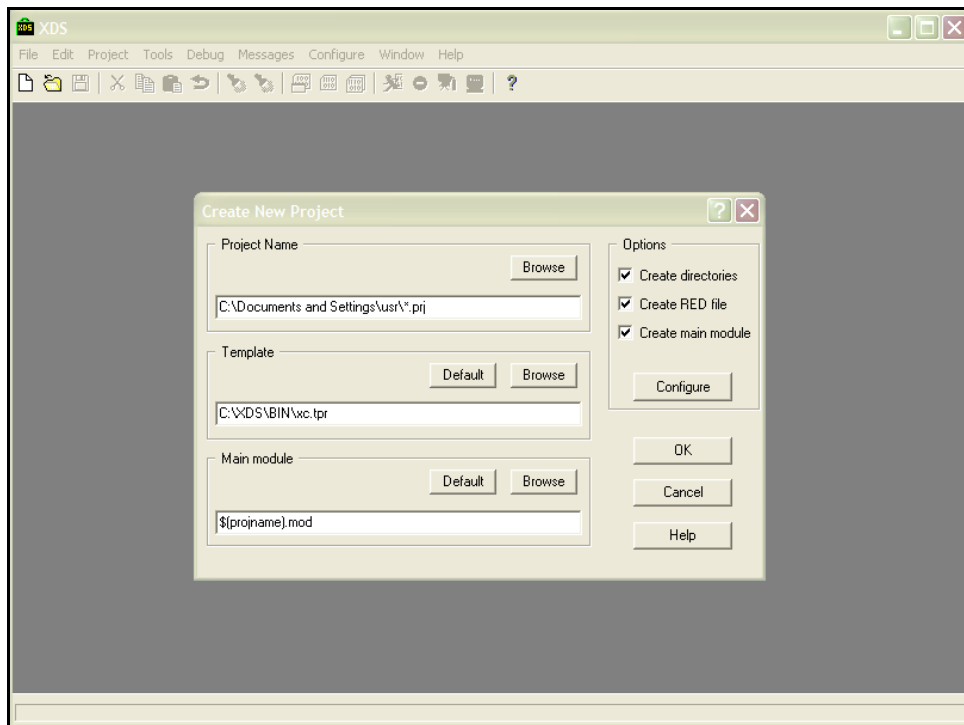 XDS
File Edit Project Tools Debug Messages Configure Window Help
Create New Project
Project Name
Browse
C:\Documents and Settings\usr\*.prj
Template
Default Browse
C:\XDS\BIN\xc.tpr
Main module
Default Browse
$(projname).mod
Options
Create directories
Create RED file
Create main module
Configure
OK
Cancel
Help